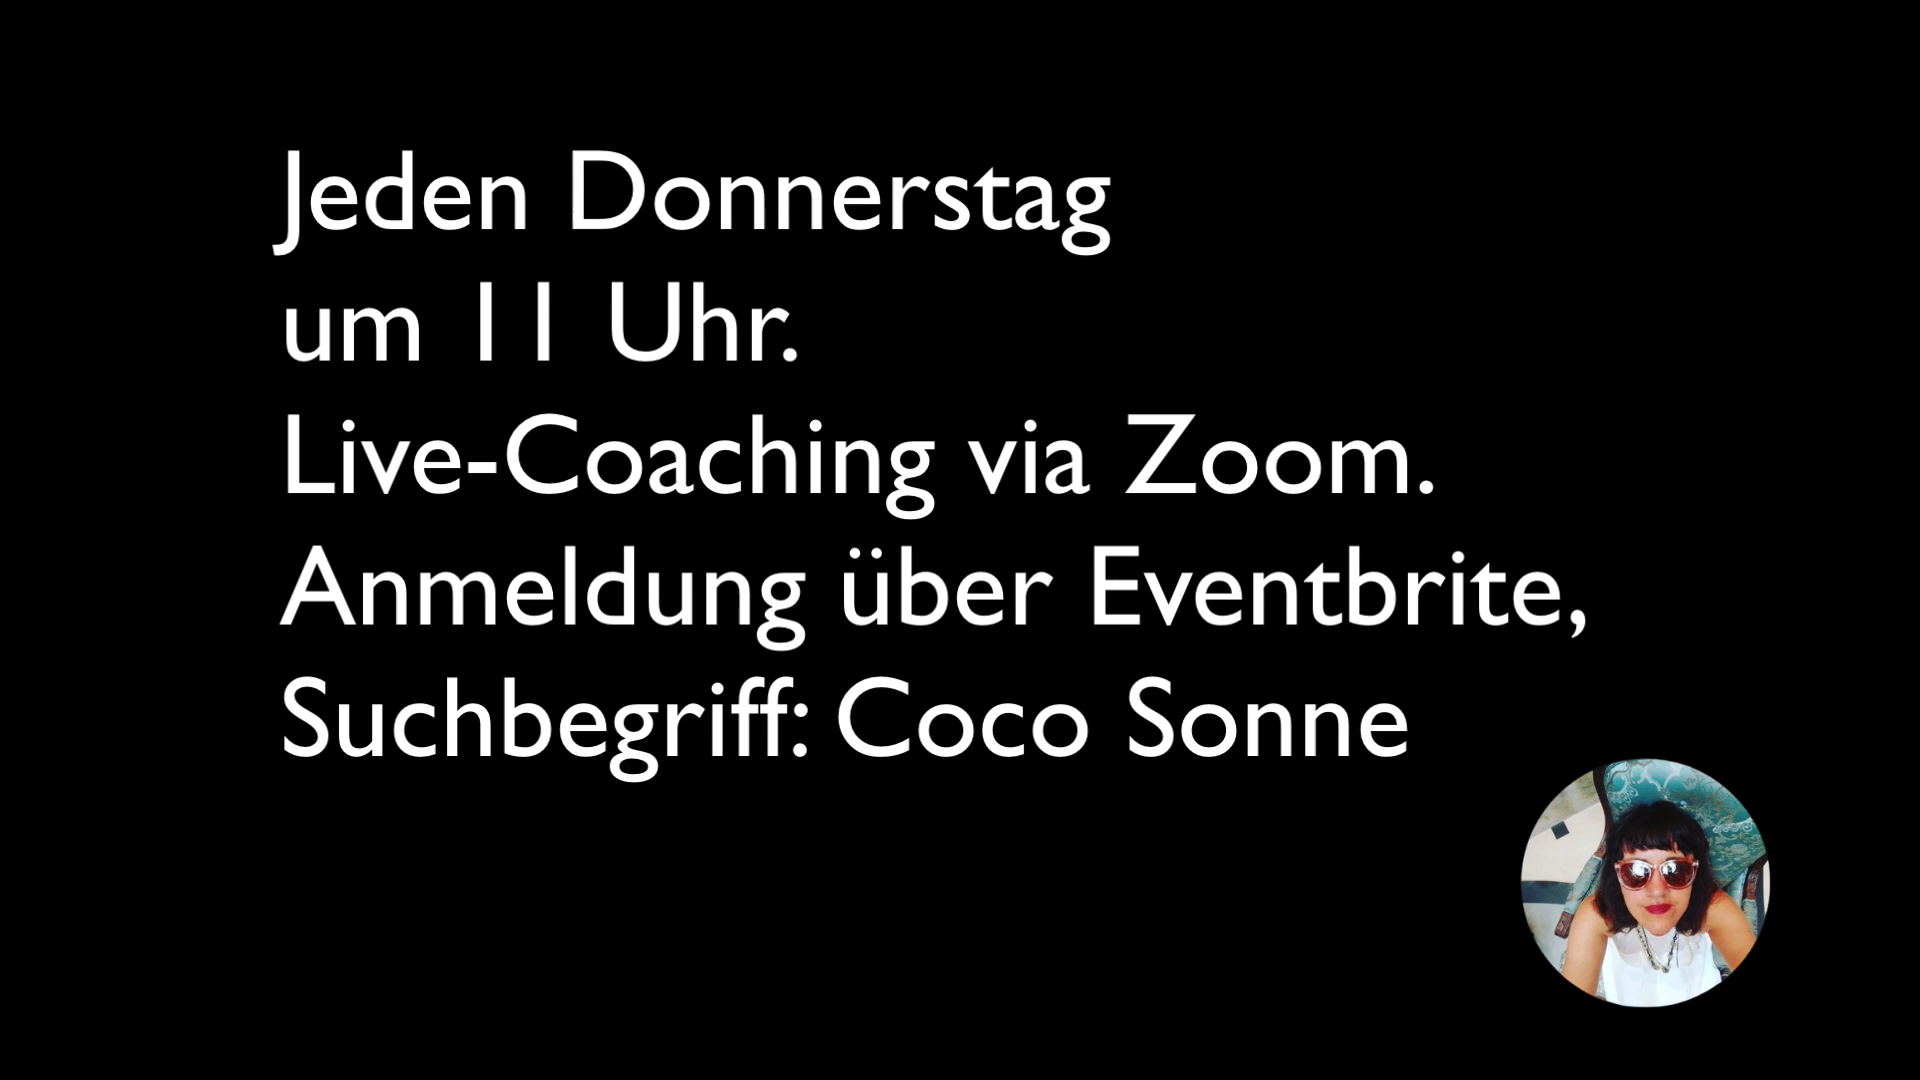 Jeden Donnerstag
um 11 Uhr.
Live-Coaching via Zoom.
Anmeldung über Eventbrite,
Suchbegriff: Coco Sonne